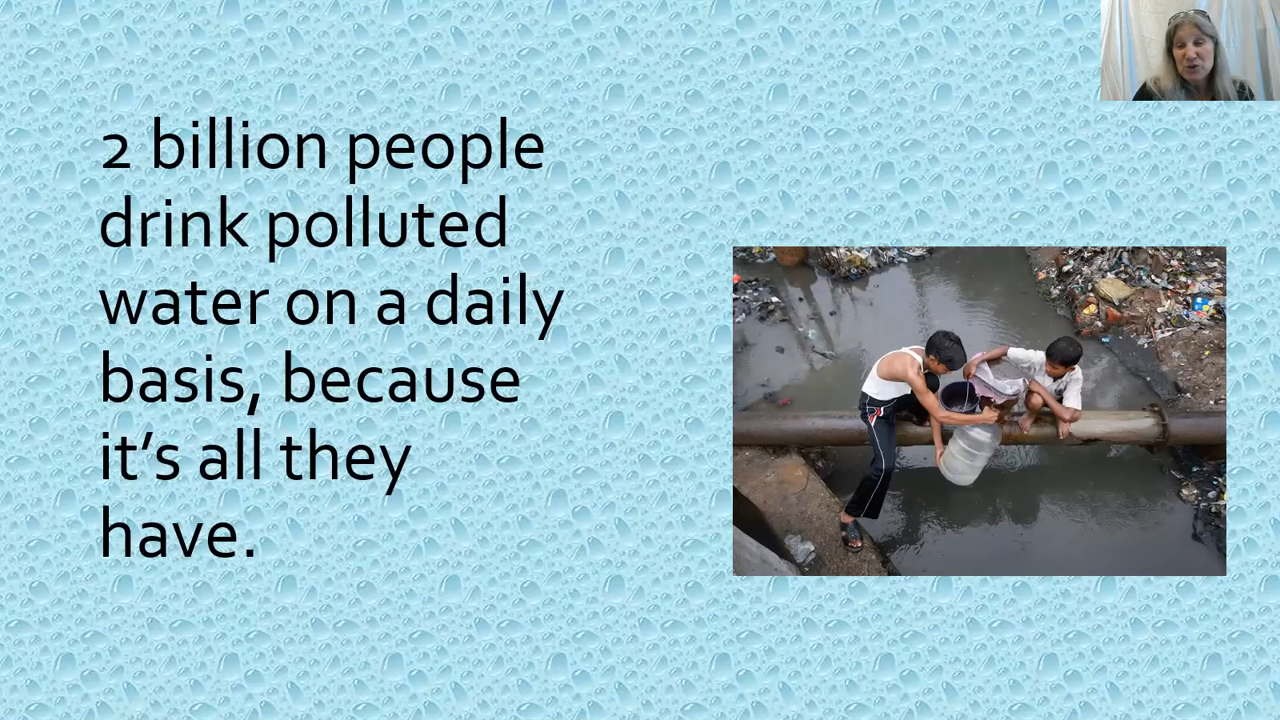 2 billion people
drink polluted
water on a daily
basis, because
it’s all they
have.